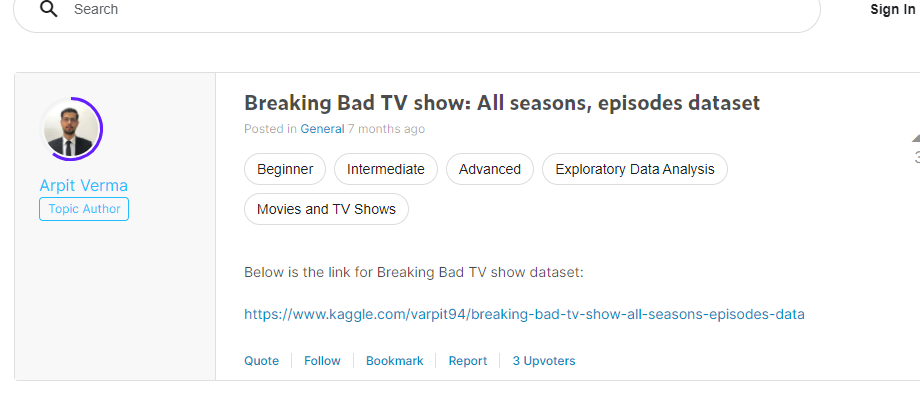 Search
Sign In
Breaking Bad TV show: All seasons, episodes dataset
Posted in General 7 months ago
Beginner
Intermediate
Advanced
Exploratory Data Analysis
Movies and TV Shows
Arpit Verma
Topic Author
Below is the link for Breaking Bad TV show dataset:
https://www.kaggle.com/varpit94/breaking-bad-tv-show-all-seasons-episodes-data
Quote
Follow
Bookmark
Report
3 Upvoters